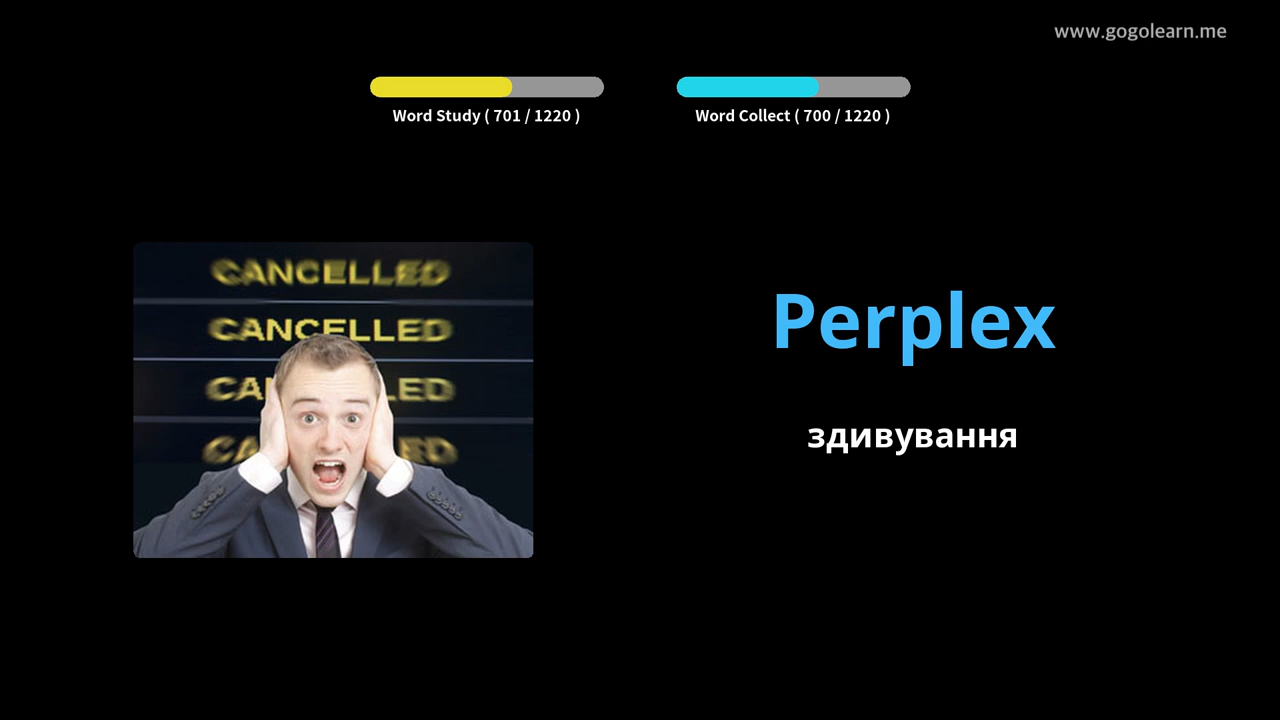 www.gogolearn.me
Word Study ( 701 / 1220 )
Word Collect ( 700 / 1220 )
CANCELLED
CANCELLED
Perplex
здивування